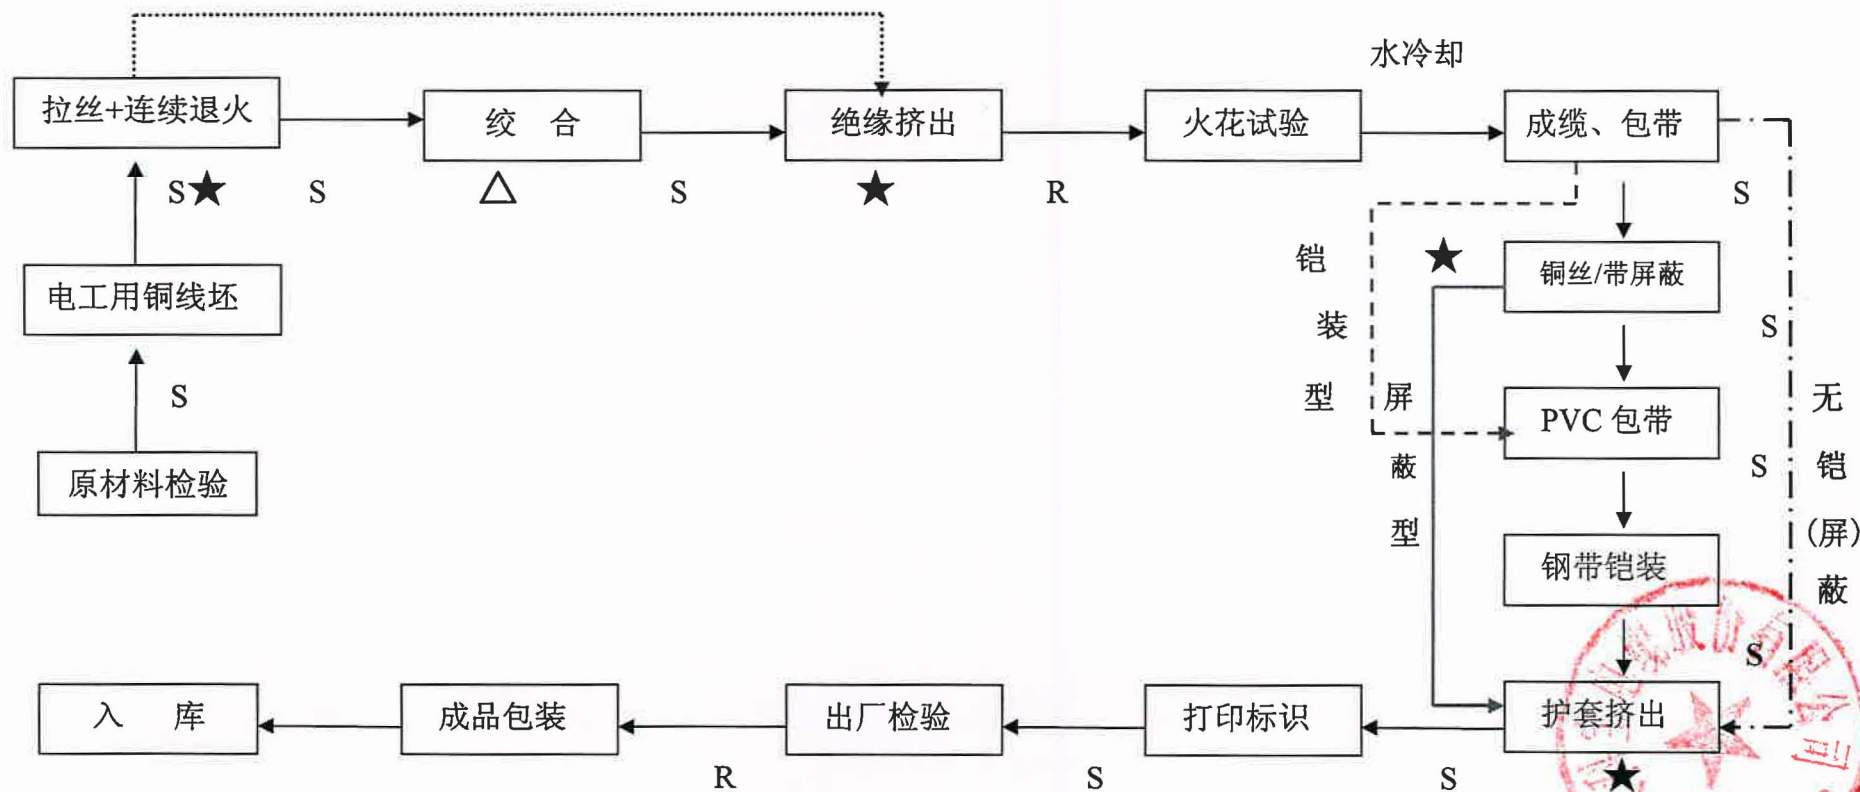 水冷却
拉丝+连续退火
绞 合
绝缘挤出
火花试验
成缆、包带
S★
S
△
S
★
R
S
铠装型
★
铜丝/带屏蔽
电工用铜线坯
S
S
屏蔽型
PVC 包带
S
无铠(屏)蔽
原材料检验
钢带铠装
S
入 库
成品包装
出厂检验
打印标识
护套挤出
R
S
S
★